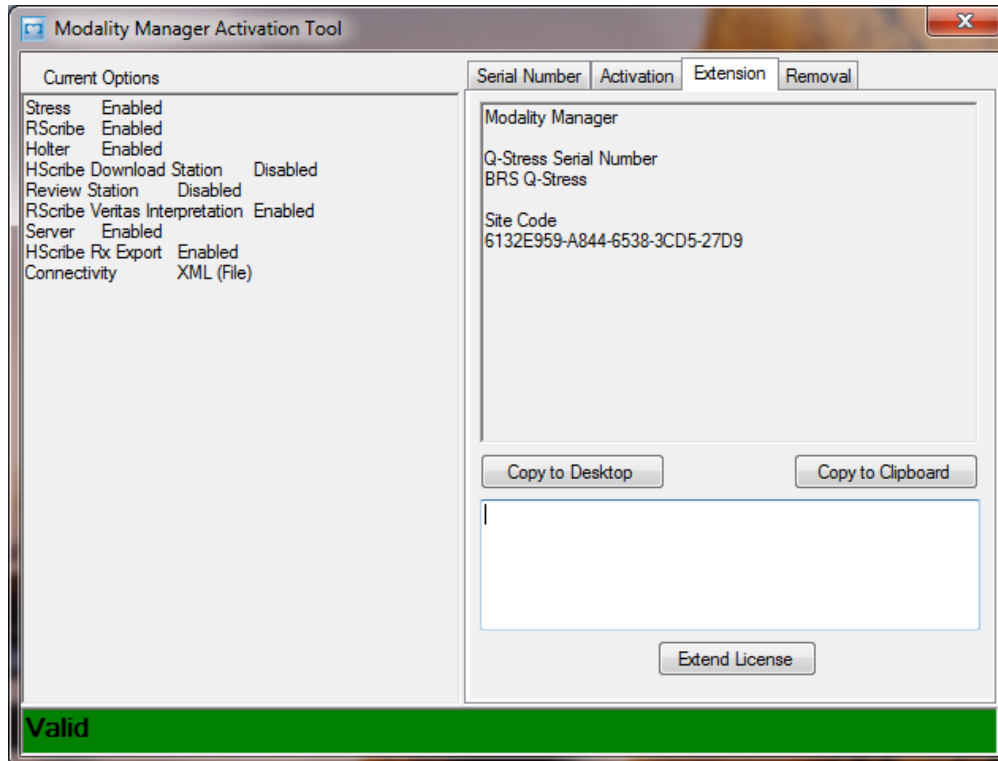 Modality Manager Activation Tool
X
Current Options
Stress Enabled
RScribe Enabled
Holter Enabled
HScribe Download Station Disabled
Review Station Disabled
RScribe Veritas Interpretation Enabled
Server Enabled
HScribe Rx Export Enabled
Connectivity XML (File)
Serial Number Activation Extension Removal
Modality Manager
Q-Stress Serial Number
BRS Q-Stress
Site Code
6132E959-A844-6538-3CD5-27D9
Copy to Desktop Copy to Clipboard
Extend License
Valid